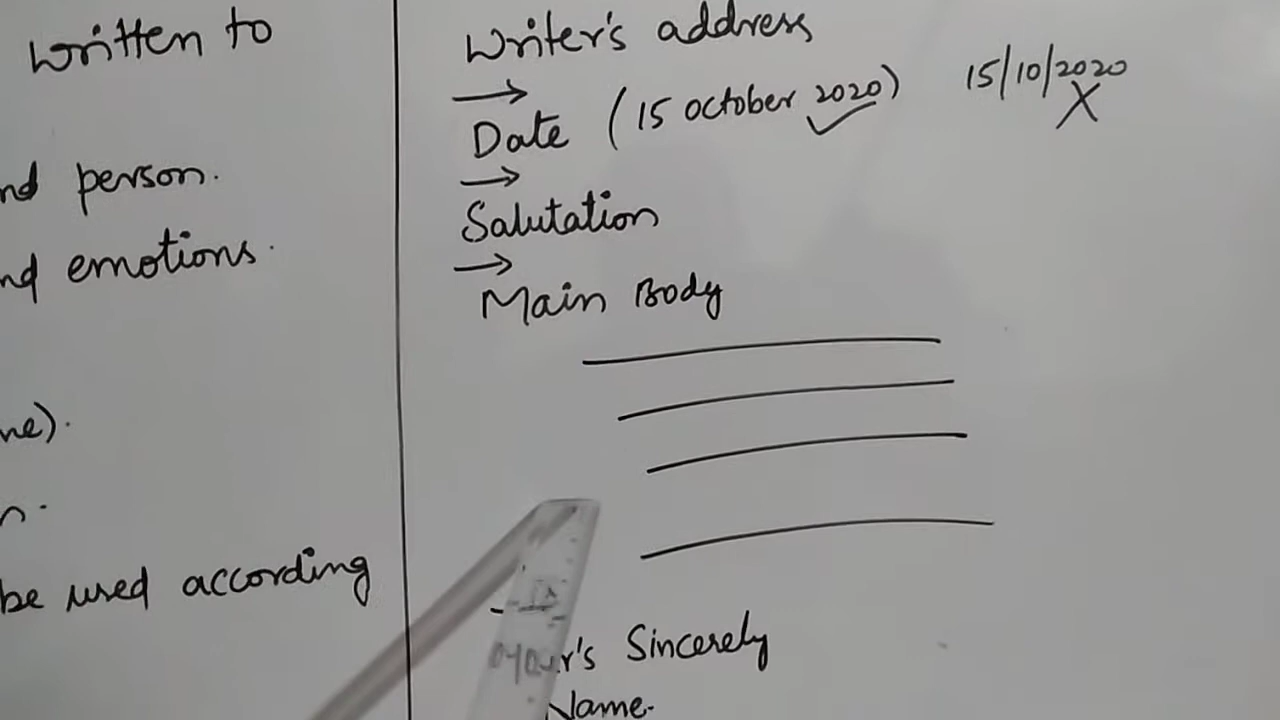 written to
nd person.
nd emotions.
ne).
n.
be used according
Writer's address
→
Date (15 october 2020) 15/10/2020
X
→
Salutation
→
Main Body
Your's Sincerely
Name.